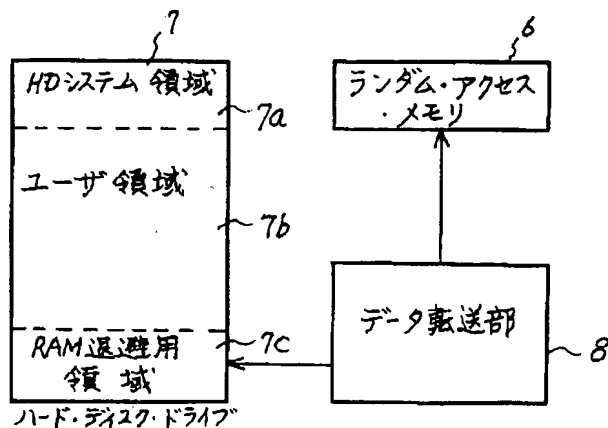 7
HDシステム領域
7a
ユーザ領域
7b
RAM退避用
領域
7c
ハード・ディスク・ドライブ
6
ランダム・アクセス
・メモリ
データ転送部
8